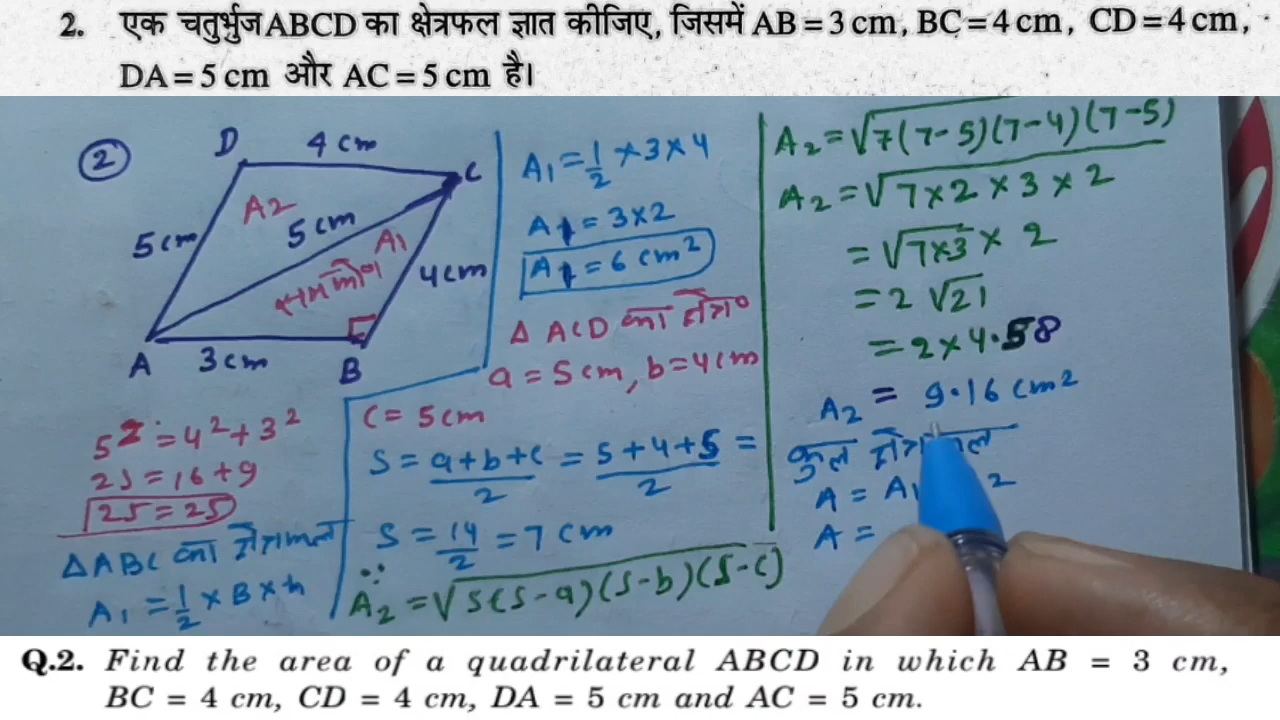 2. एक चतुर्भुज ABCD का क्षेत्रफल ज्ञात कीजिए, जिसमें AB = 3 cm, BC = 4 cm, CD = 4 cm,
DA = 5 cm और AC = 5 cm है।
2
D 4 cm C
A2
5 cm 5 cm
A1
समकोण 4 cm
A 3 cm B
5² = 4² + 3²
25 = 16 + 9
25 = 25
△ABC का क्षेत्रफल
A1 = 1/2 × B × h
A1 = 1/2 × 3 × 4
A1 = 3 × 2
A1 = 6 cm²
△ ACD का क्षेत्र०
a = 5 cm, b = 4 cm
C = 5 cm
S = a+b+c/2 = 5+4+5/2 =
S = 14/2 = 7 cm
∴ A2 = √S(S-a)(S-b)(S-c)
A2 = √7(7-5)(7-4)(7-5)
A2 = √7×2×3×2
= √7×3 × 2
= 2 √21
= 2 × 4.58
A2 = 9.16 cm²
कुल
A = A1 2
A =
Q.2. Find the area of a quadrilateral ABCD in which AB = 3 cm,
BC = 4 cm, CD = 4 cm, DA = 5 cm and AC = 5 cm.